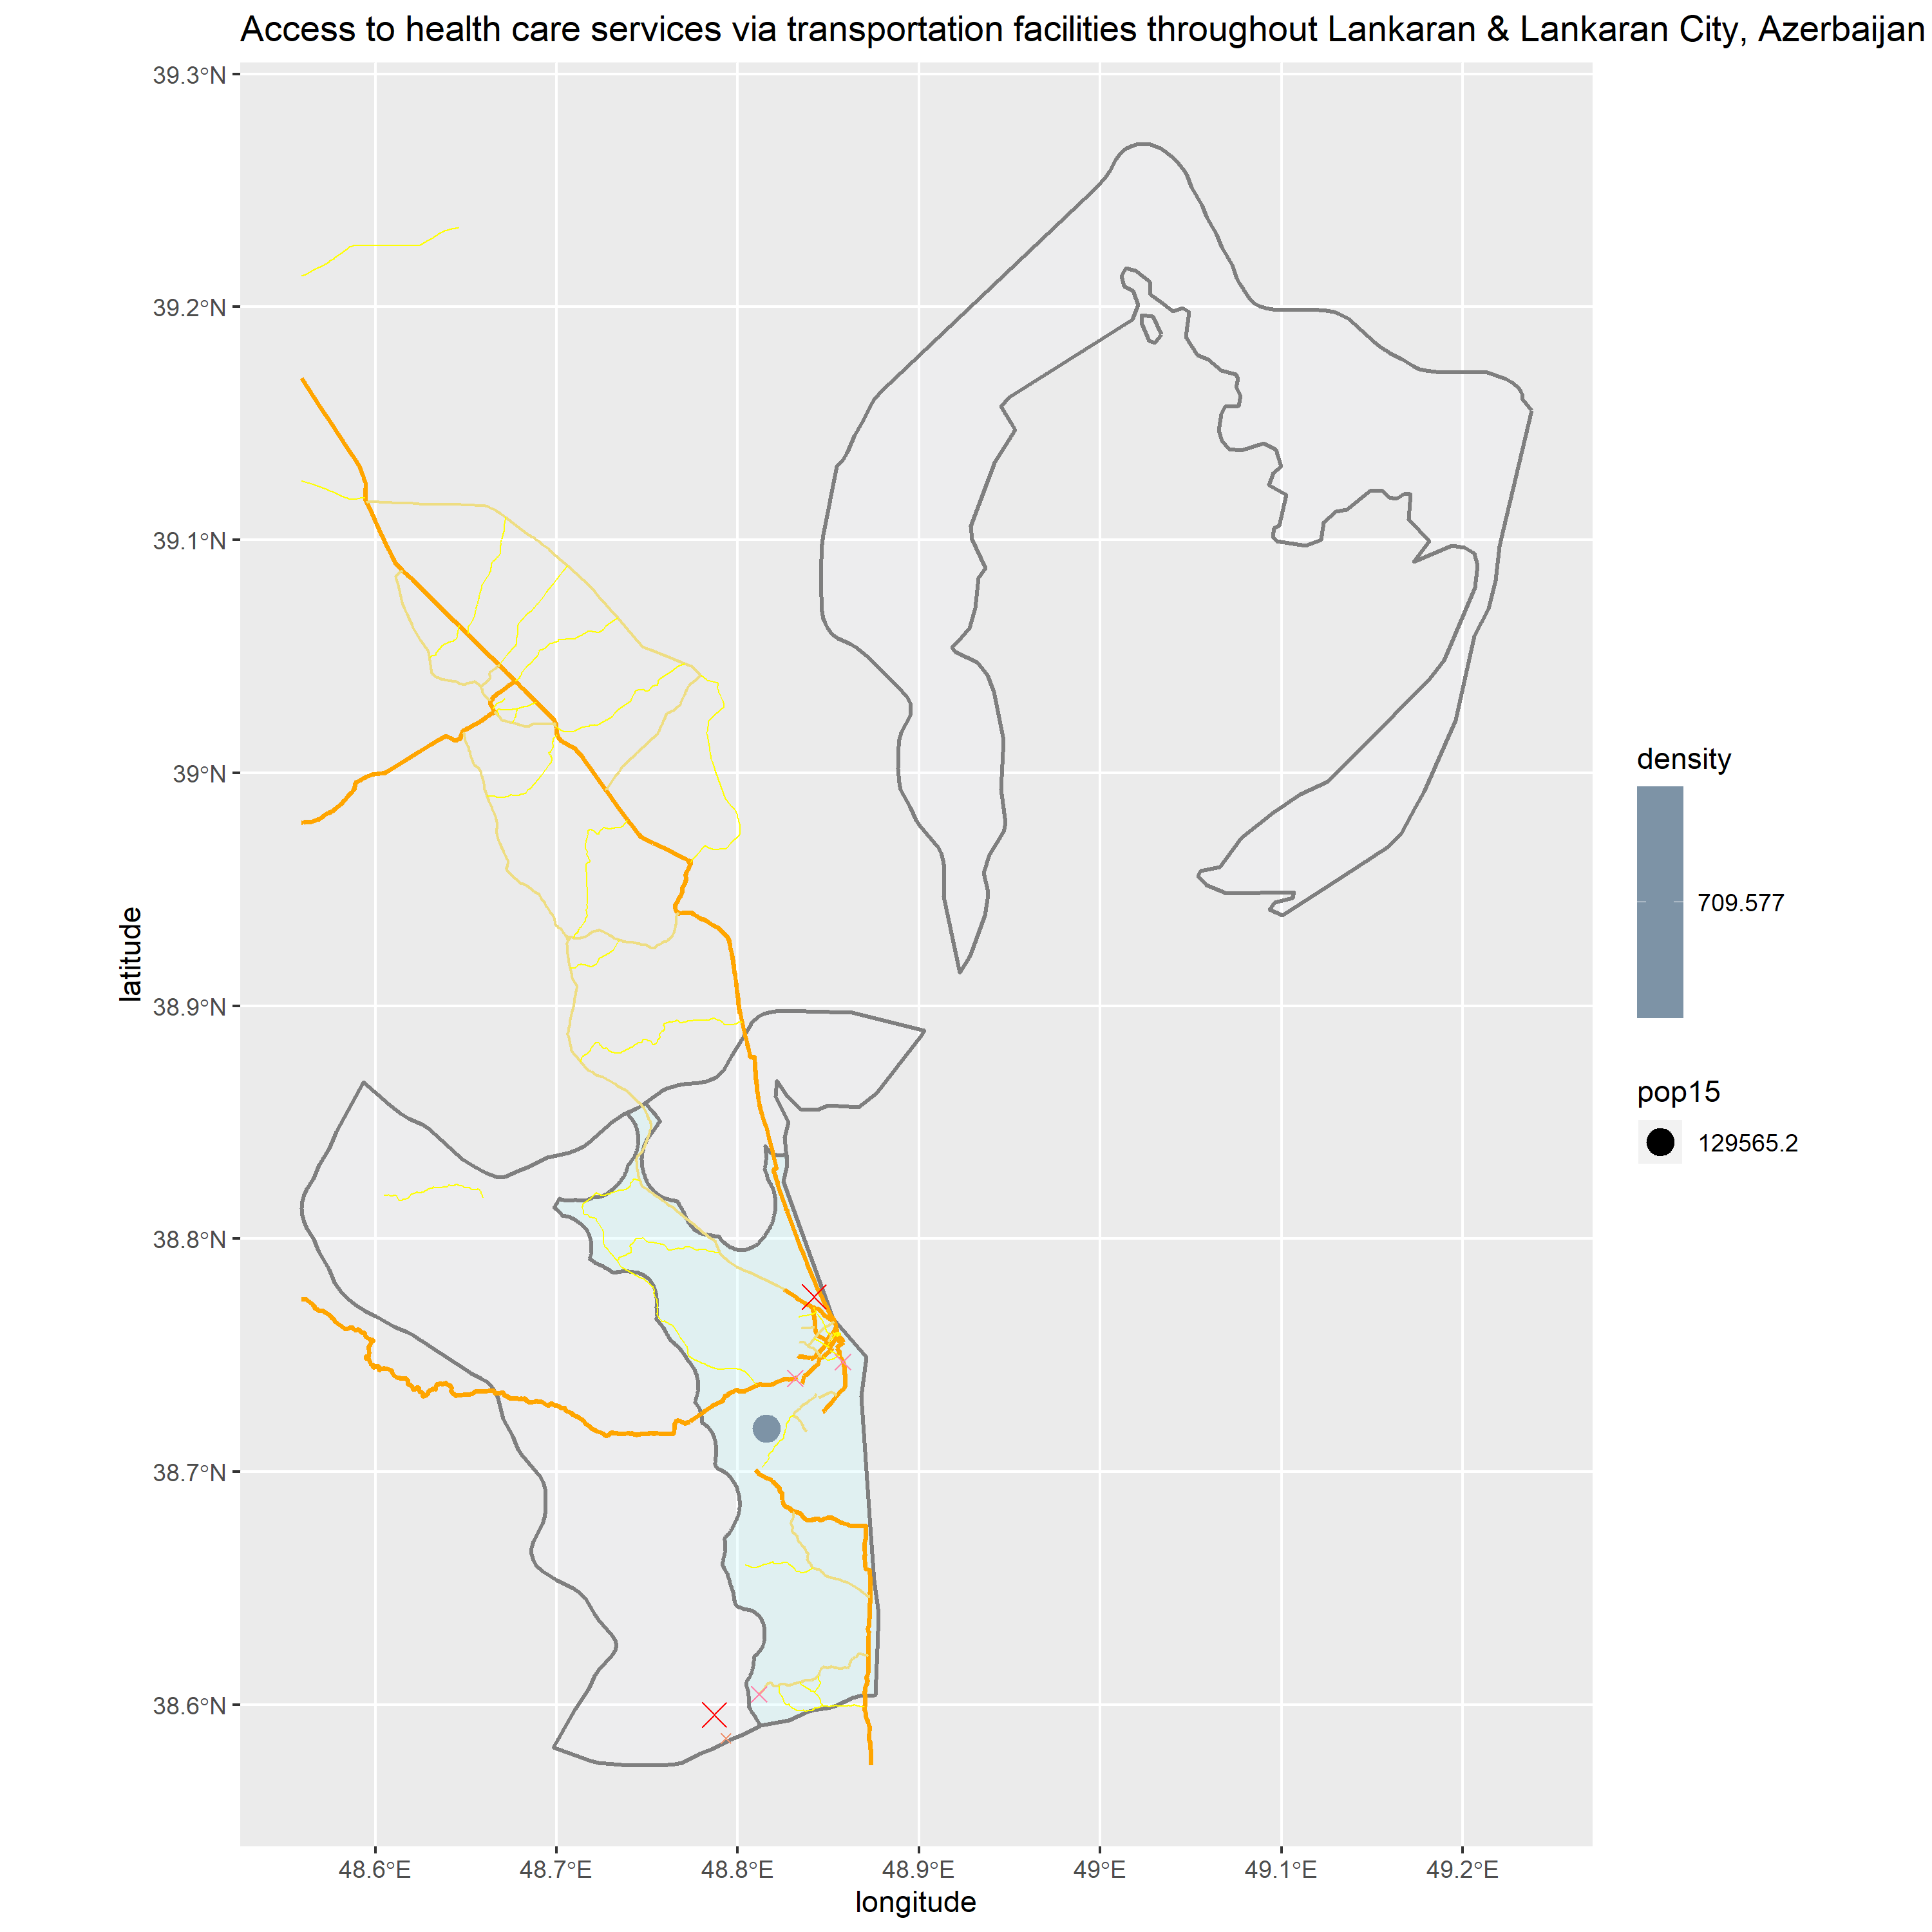 Access to health care services via transportation facilities throughout Lankaran & Lankaran City, Azerbaijan
39.3°N
39.2°N
39.1°N
39°N
38.9°N
38.8°N
38.7°N
38.6°N
latitude
48.6°E
48.7°E
48.8°E
48.9°E
49°E
49.1°E
49.2°E
longitude
density
709.577
pop15
129565.2